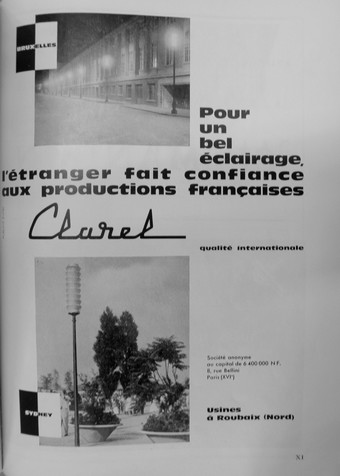 BRUXELLES
Pour
un
bel
éclairage,
l'étranger fait confiance
aux productions françaises
Clarel
qualité internationale
Société anonyme
au capital de 6 400 000 N.F.
8, rue Bellini
Paris (XVIe)
SYDNEY
Usines
à Roubaix (Nord)
XI